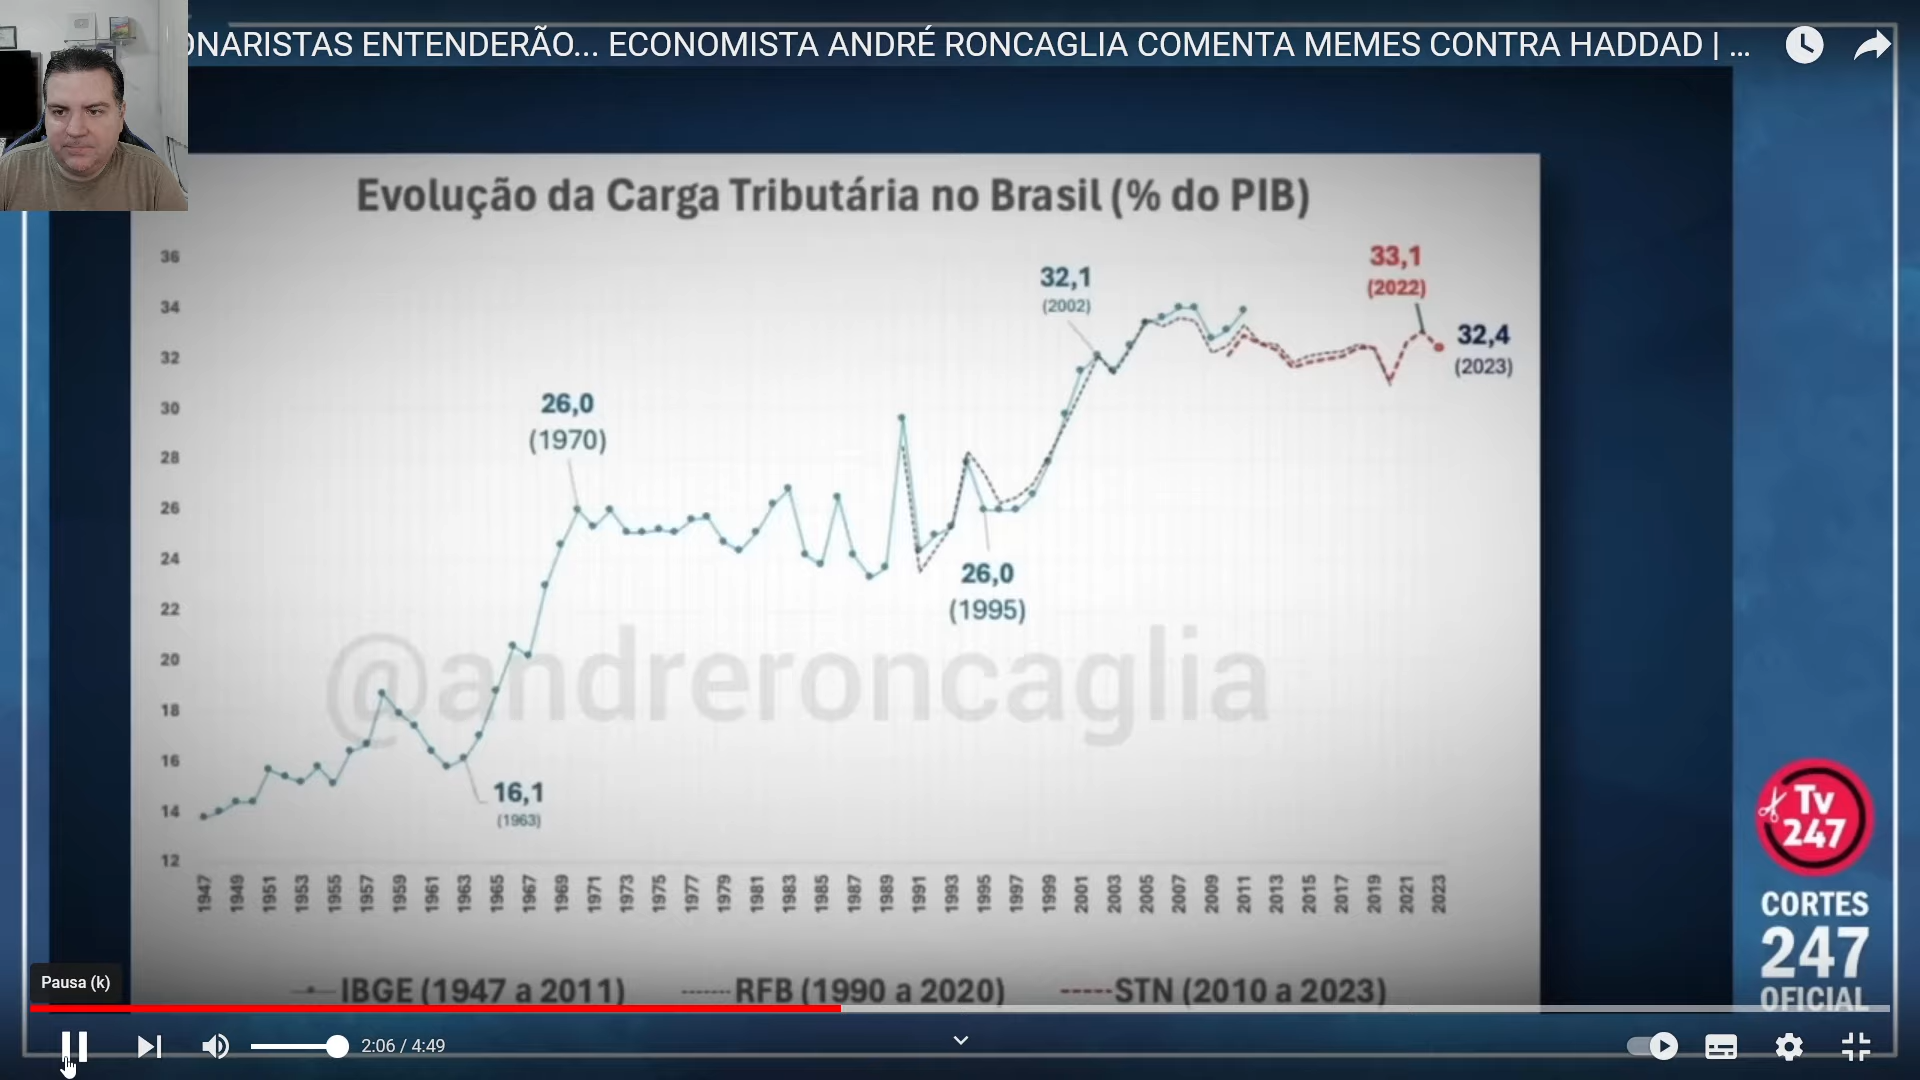 ONARISTAS ENTENDERÃO... ECONOMISTA ANDRÉ RONCAGLIA COMENTA MEMES CONTRA HADDAD | ...
Evolução da Carga Tributária no Brasil (% do PIB)
36
34
32
30
28
26
24
22
20
18
16
14
12
26,0
(1970)
32,1
(2002)
33,1
(2022)
32,4
(2023)
26,0
(1995)
16,1
(1963)
@andreroncaglia
1947 1949 1951 1953 1955 1957 1959 1961 1963 1965 1967 1969 1971 1973 1975 1977 1979 1981 1983 1985 1987 1989 1991 1993 1995 1997 1999 2001 2003 2005 2007 2009 2011 2013 2015 2017 2019 2021 2023
IBGE (1947 a 2011) RFB (1990 a 2020) STN (2010 a 2023)
Tv
247
CORTES
247
OFICIAL
Pausa (k)
2:06 / 4:49